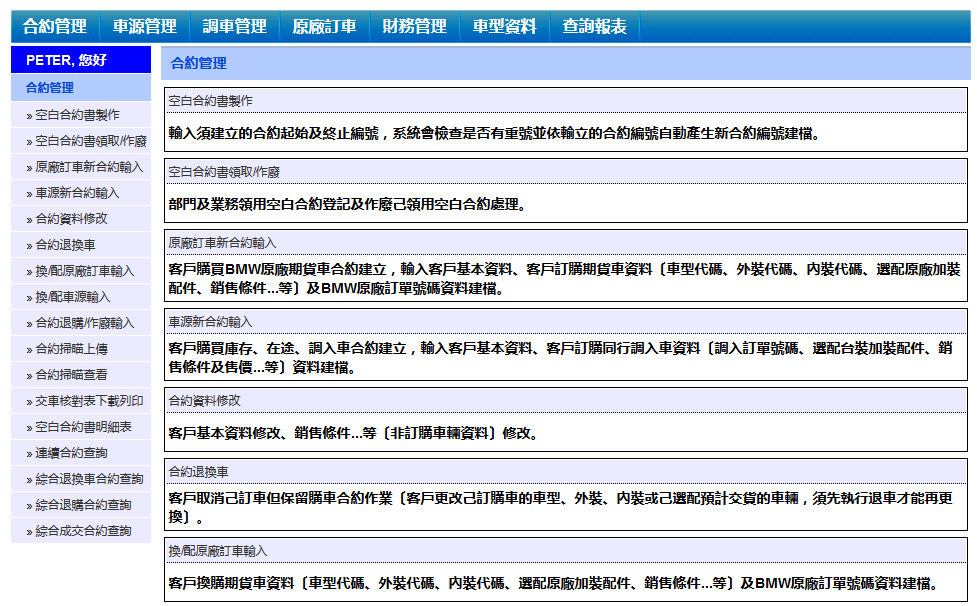 合約管理 車源管理 調車管理 原廠訂車 財務管理 車型資料 查詢報表
PETER, 您好
合約管理
» 空白合約書製作
» 空白合約書領取/作廢
» 原廠訂車新合約輸入
» 車源新合約輸入
» 合約資料修改
» 合約退換車
» 換/配原廠訂車輸入
» 換/配車源輸入
» 合約退購/作廢輸入
» 合約掃瞄上傳
» 合約掃瞄查看
» 交車核對表下載列印
» 空白合約書明細表
» 連續合約查詢
» 綜合退換車合約查詢
» 綜合退購合約查詢
» 綜合成交合約查詢
合約管理
空白合約書製作
輸入須建立的合約起始及終止編號，系統會檢查是否有重號並依輸立的合約編號自動產生新合約編號建檔。
空白合約書領取/作廢
部門及業務領用空白合約登記及作廢己領用空白合約處理。
原廠訂車新合約輸入
客戶購買BMW原廠期貨車合約建立，輸入客戶基本資料、客戶訂購期貨車資料〔車型代碼、外裝代碼、內裝代碼、選配原廠加裝
配件、銷售條件...等〕及BMW原廠訂單號碼資料建檔。
車源新合約輸入
客戶購買庫存、在途、調入車合約建立，輸入客戶基本資料、客戶訂購同行調入車資料〔調入訂單號碼、選配台裝加裝配件、銷
售條件及售價...等〕資料建檔。
合約資料修改
客戶基本資料修改、銷售條件...等〔非訂購車輛資料〕修改。
合約退換車
客戶取消己訂車但保留購車合約作業〔客戶更改己訂購車的車型、外裝、內裝或己選配預計交貨的車輛，須先執行退車才能再更
換〕。
換/配原廠訂車輸入
客戶換購期貨車資料〔車型代碼、外裝代碼、內裝代碼、選配原廠加裝配件、銷售條件...等〕及BMW原廠訂單號碼資料建檔。